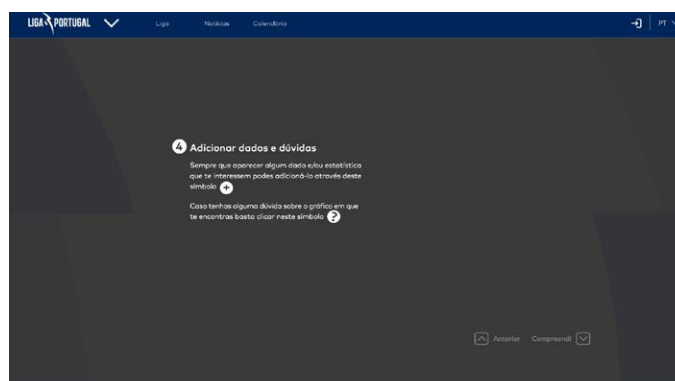 LIGA PORTUGAL
Liga Notícias Calendário
PT
4 Adicionar dados e dúvidas
Sempre que aparecer algum dado e/ou estatística
que te interessem podes adicioná-lo através deste
símbolo +
Caso tenhas alguma dúvida sobre o gráfico em que
te encontras basta clicar neste símbolo ?
Anterior Compreendi